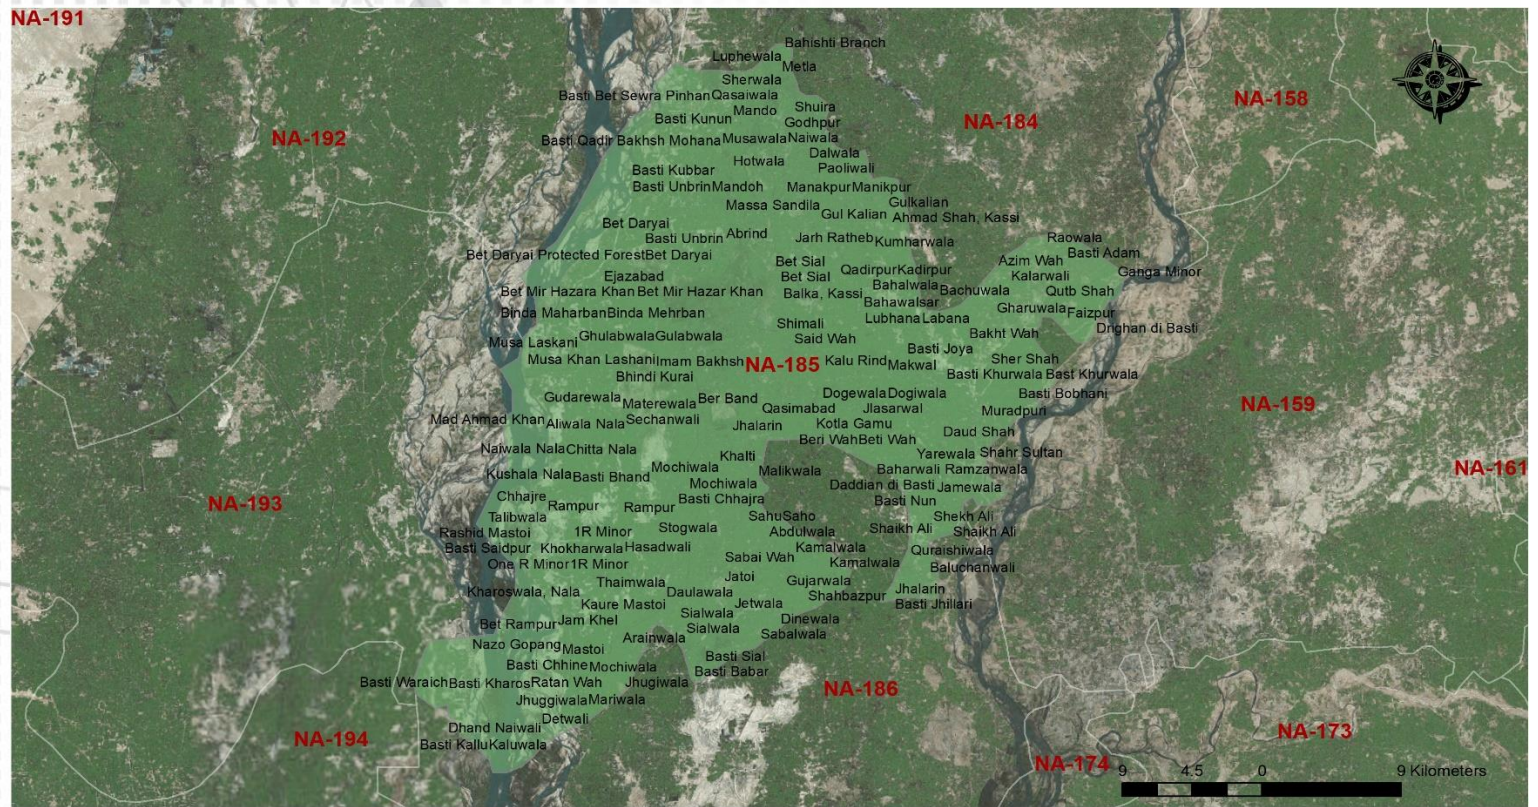 NA-191
Bahishti Branch
Luphewala
Metla
Sherwala
Basti Bet Sewra Pinhan Qasaiwala
NA-158
Mando
Shuira
Basti Kunun
Godhpur
NA-184
NA-192
Basti Qadir Bakhsh Mohana Musawala Naiwala
Dalwala
Hotwala
Paoliwali
Basti Kubbar
Basti Unbrin Mandoh
Manakpur Manikpur
Massa Sandila
Gulkalian
Gul Kalian
Ahmad Shah, Kassi
Bet Daryai
Abrind
Basti Unbrin
Jarh Ratheb Kumharwala
Raowala
Bet Daryai Protected Forest Bet Daryai
Basti Adam
Bet Sial
Azim Wah
Qadirpur Kadirpur
Ganga Minor
Ejazabad
Bet Sial
Kalarwali
Bahalwala
Bet Mir Hazara Khan Bet Mir Hazar Khan
Balka, Kassi
Bachuwala
Qutb Shah
Bahawalsar
Gharuwala
Binda Maharban Binda Mehrban
Faizpur
Lubhana Labana
Shimali
Drighan di Basti
Ghulabwala Gulabwala
Said Wah
Bakht Wah
Musa Laskani
Basti Joya
Musa Khan Lashani Imam Bakhsh
NA-185
Kalu Rind
Makwal
Sher Shah
Bhindi Kurai
Basti Khurwala Bast Khurwala
Gudarewala
Ber Band
Dogewala Dogiwala
Basti Bobhani
Materewala
Qasimabad
Jlasarwal
Muradpuri
NA-159
Mad Ahmad Khan
Aliwala Nala
Sechanwali
Jhalarin
Kotla Gamu
Daud Shah
Beri Wah Beti Wah
Naiwala Nala Chitta Nala
Khalti
Yarewala
Shahr Sultan
Mochiwala
Malikwala
Baharwali
Ramzanwala
NA-161
Kushala Nala Basti Bhand
Mochiwala
Daddian di Basti
Jamewala
Chhajre
Basti Chhajra
Basti Nun
NA-193
Rampur
Rampur
Talibwala
Sahu Saho
Shekh Ali
Rashid Mastoi
1R Minor
Stogwala
Abdulwala
Shaikh Ali
Shaikh Ali
Basti Saidpur
Khokharwala Hasadwali
Kamalwala
Quraishiwala
Sabai Wah
One R Minor 1R Minor
Kamalwala
Baluchanwali
Thaimwala
Jatoi
Gujarwala
Kharoswala, Nala
Daulawala
Shahbazpur
Jhalarin
Kaure Mastoi
Jetwala
Basti Jhillari
Sialwala
Bet Rampur
Jam Khel
Dinewala
Sialwala
Arainwala
Sabalwala
Nazo Gopang
Mastoi
Basti Sial
Basti Chhine Mochiwala
Basti Babar
Basti Waraich Basti Kharos Ratan Wah
Jhugiwala
NA-186
Jhuggiwala Mariwala
Detwali
Dhand Naiwali
NA-194
NA-173
Basti Kallu Kaluwala
NA-174
9 4.5 0 9 Kilometers